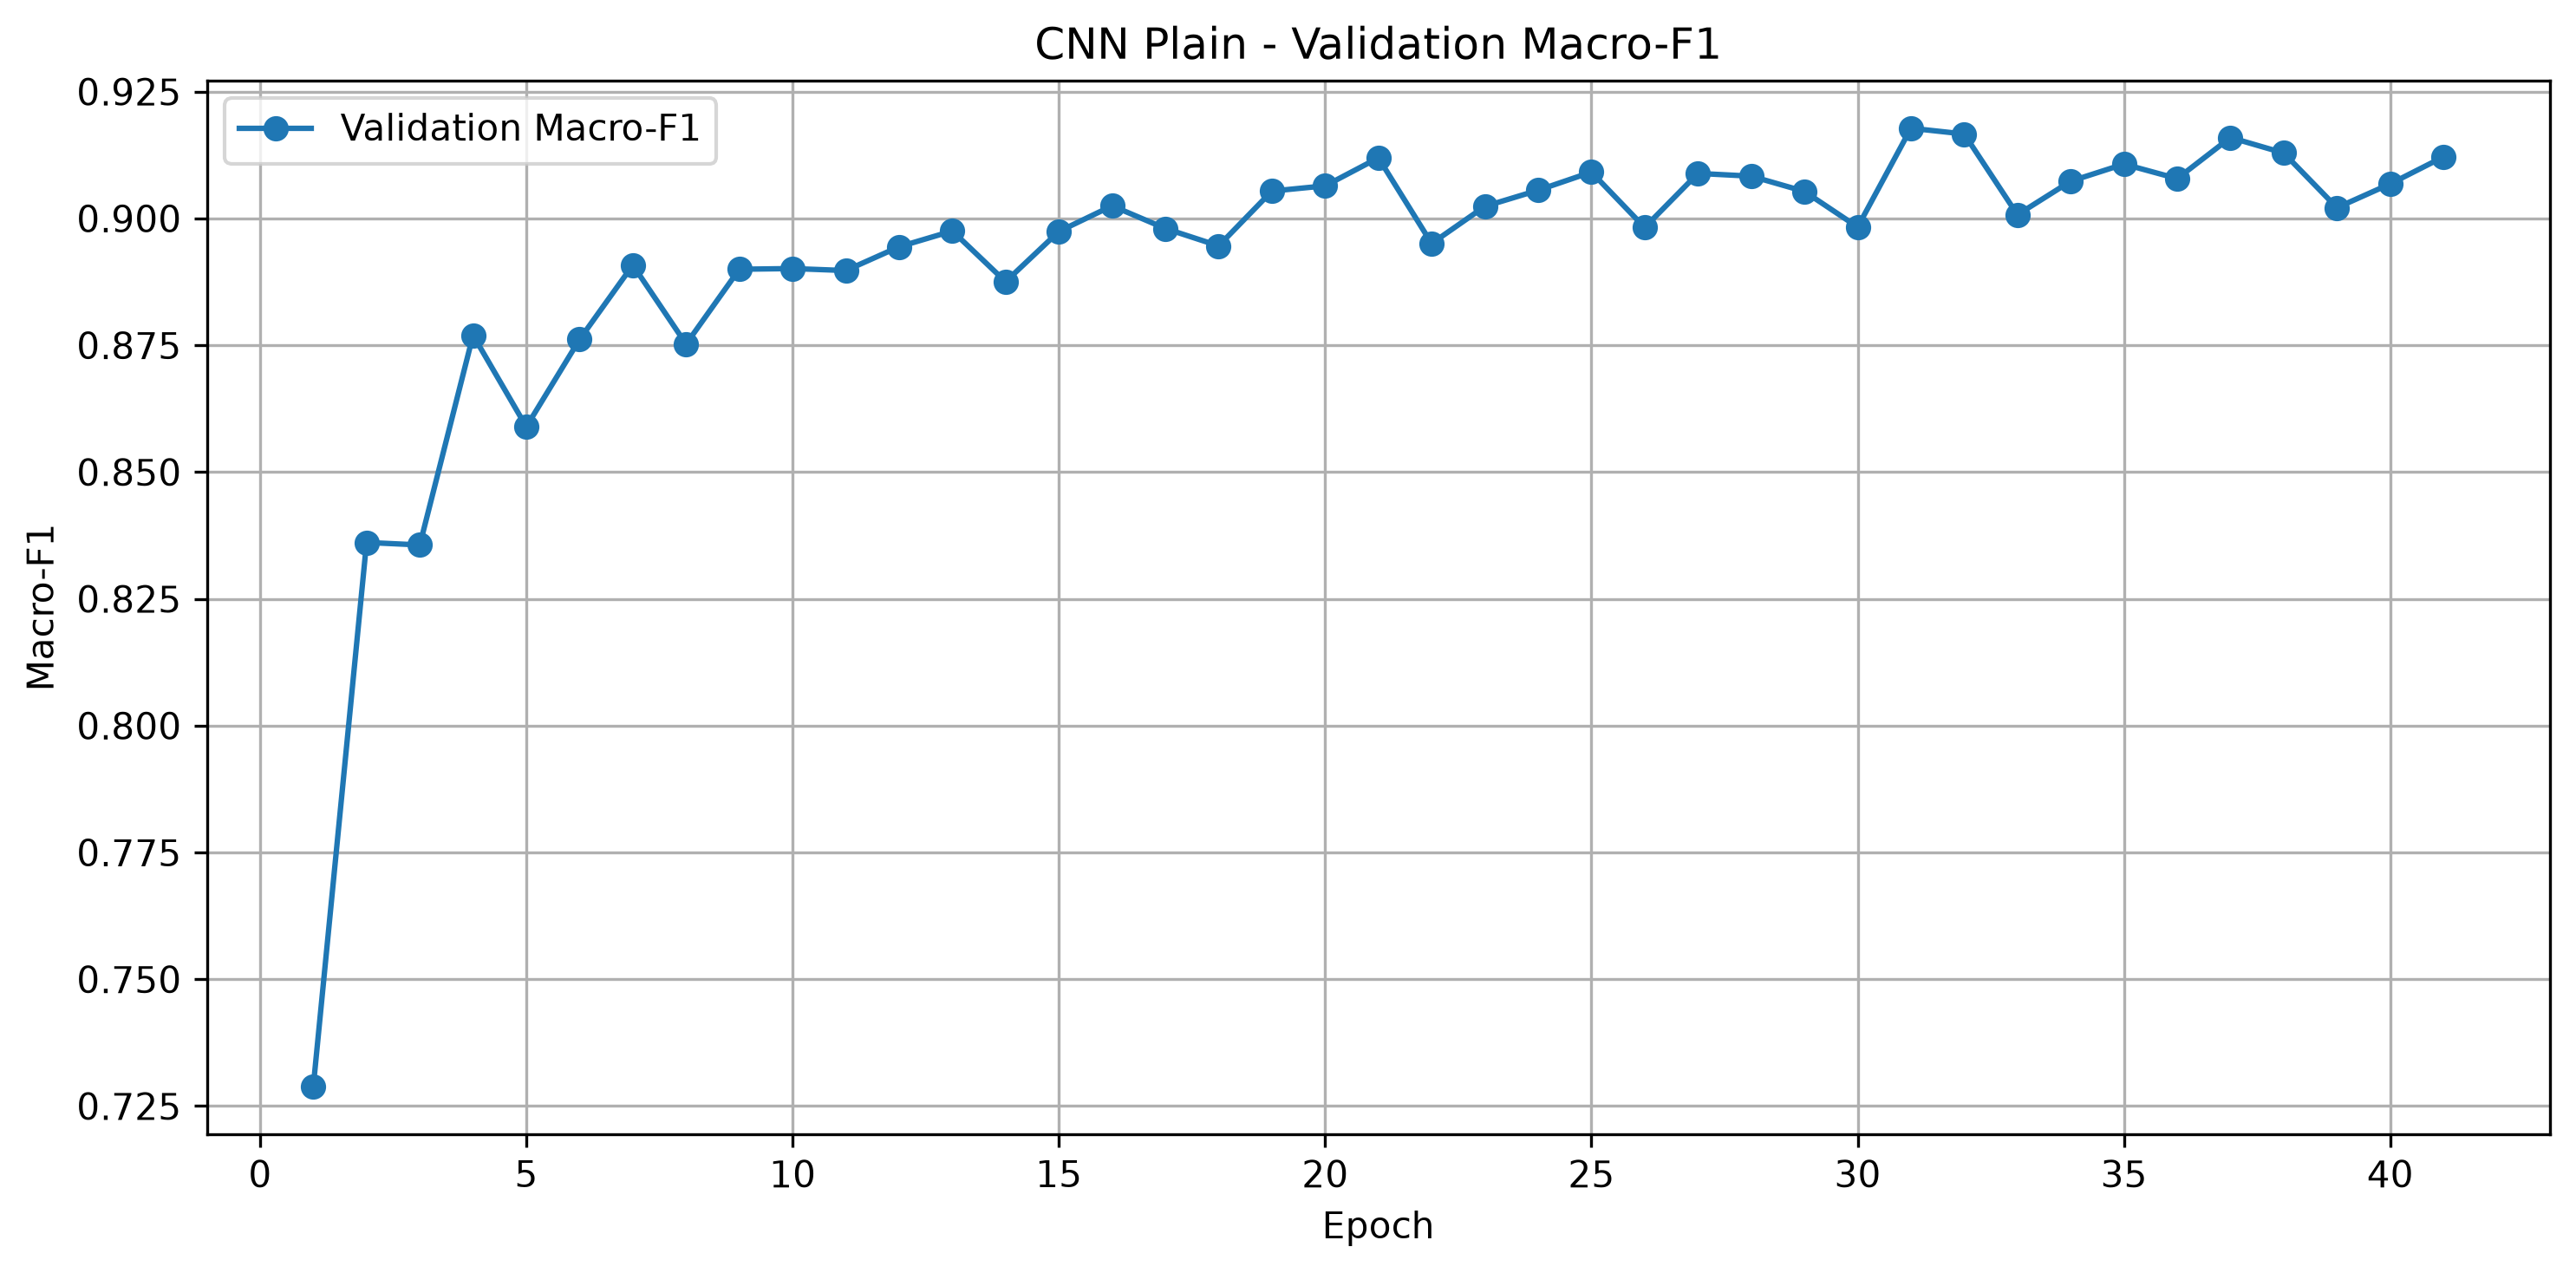 CNN Plain - Validation Macro-F1
Validation Macro-F1
0.925
0.900
0.875
0.850
0.825
0.800
0.775
0.750
0.725
Macro-F1
0 5 10 15 20 25 30 35 40
Epoch